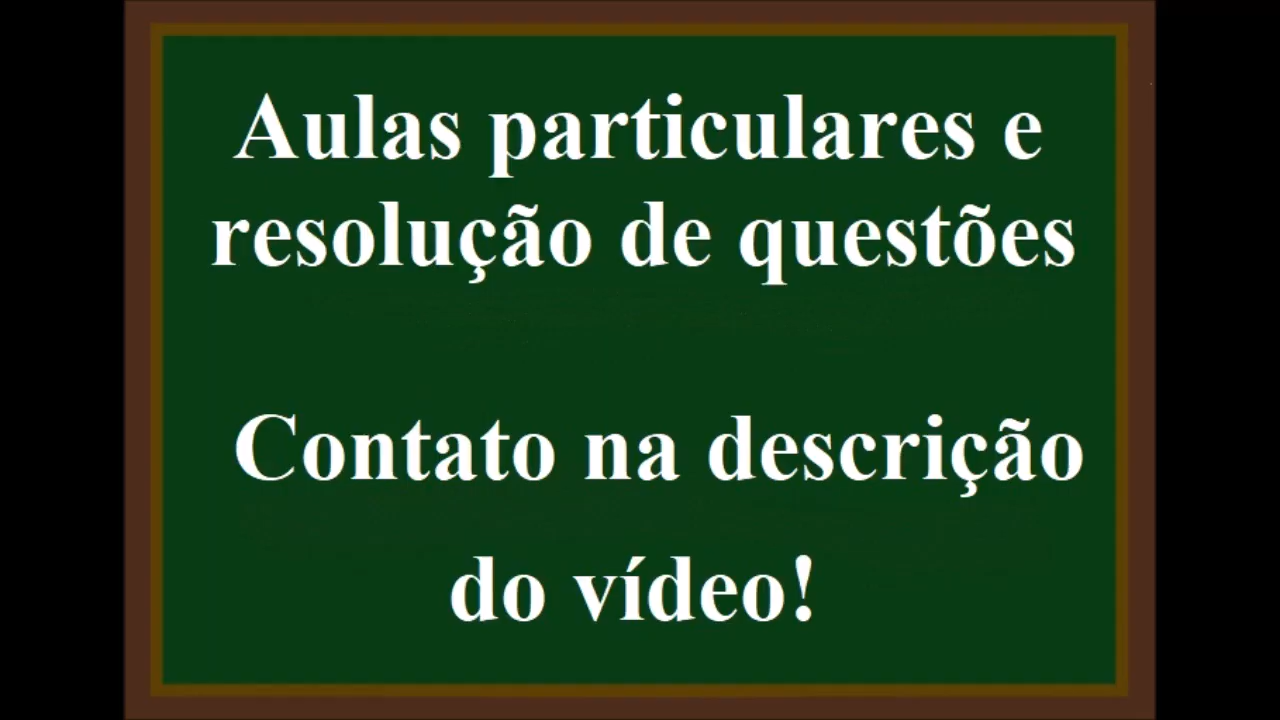 Aulas particulares e
resolução de questões
Contato na descrição
do vídeo!